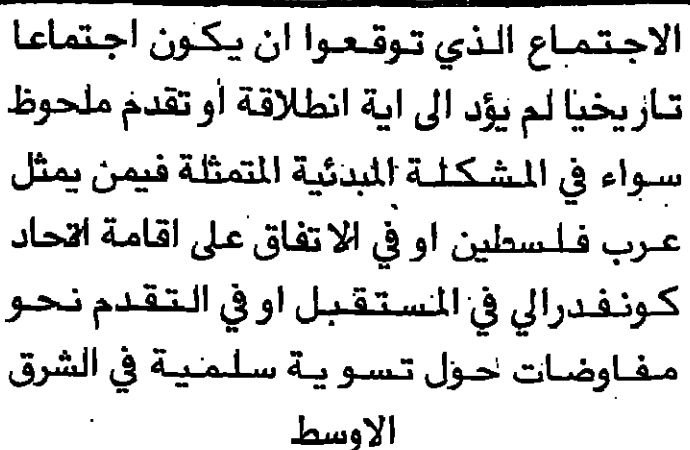 الاجتماع الذي توقعوا ان يكون اجتماعا
تاريخيا لم يؤد الى اية انطلاقة أو تقدم ملحوظ
سواء في المشكلة المبدئية المتمثلة فيمن يمثل
عرب فلسطين او في الاتفاق على اقامة اتحاد
كونفدرالي في المستقبل او في التقدم نحو
مفاوضات حول تسوية سلمية في الشرق
الاوسط